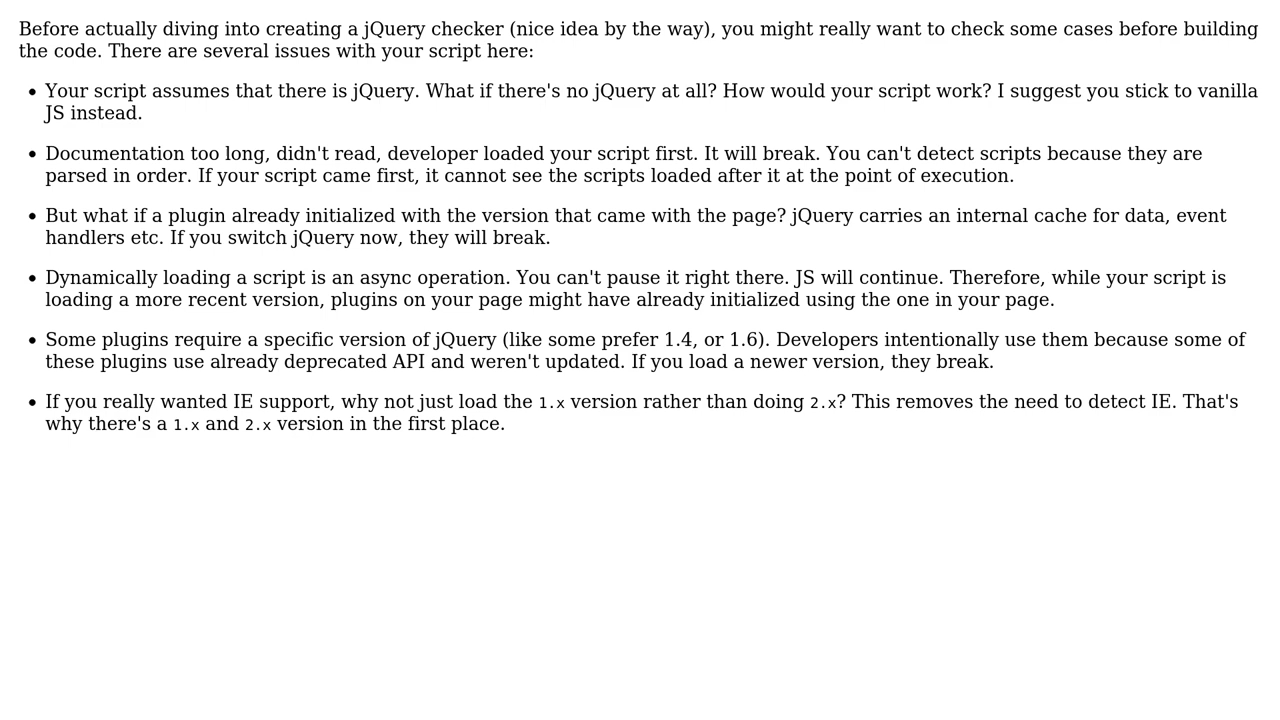 Before actually diving into creating a jQuery checker (nice idea by the way), you might really want to check some cases before building
the code. There are several issues with your script here:
• Your script assumes that there is jQuery. What if there's no jQuery at all? How would your script work? I suggest you stick to vanilla
JS instead.
• Documentation too long, didn't read, developer loaded your script first. It will break. You can't detect scripts because they are
parsed in order. If your script came first, it cannot see the scripts loaded after it at the point of execution.
• But what if a plugin already initialized with the version that came with the page? jQuery carries an internal cache for data, event
handlers etc. If you switch jQuery now, they will break.
• Dynamically loading a script is an async operation. You can't pause it right there. JS will continue. Therefore, while your script is
loading a more recent version, plugins on your page might have already initialized using the one in your page.
• Some plugins require a specific version of jQuery (like some prefer 1.4, or 1.6). Developers intentionally use them because some of
these plugins use already deprecated API and weren't updated. If you load a newer version, they break.
• If you really wanted IE support, why not just load the 1.x version rather than doing 2.x? This removes the need to detect IE. That's
why there's a 1.x and 2.x version in the first place.